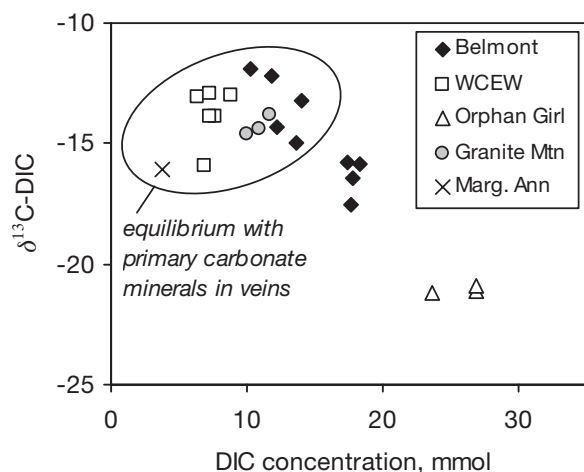 -10
-15
-20
-25
δ¹³C-DIC
0
10
20
30
DIC concentration, mmol
Belmont
WCEW
Orphan Girl
Granite Mtn
Marg. Ann
equilibrium with
primary carbonate
minerals in veins